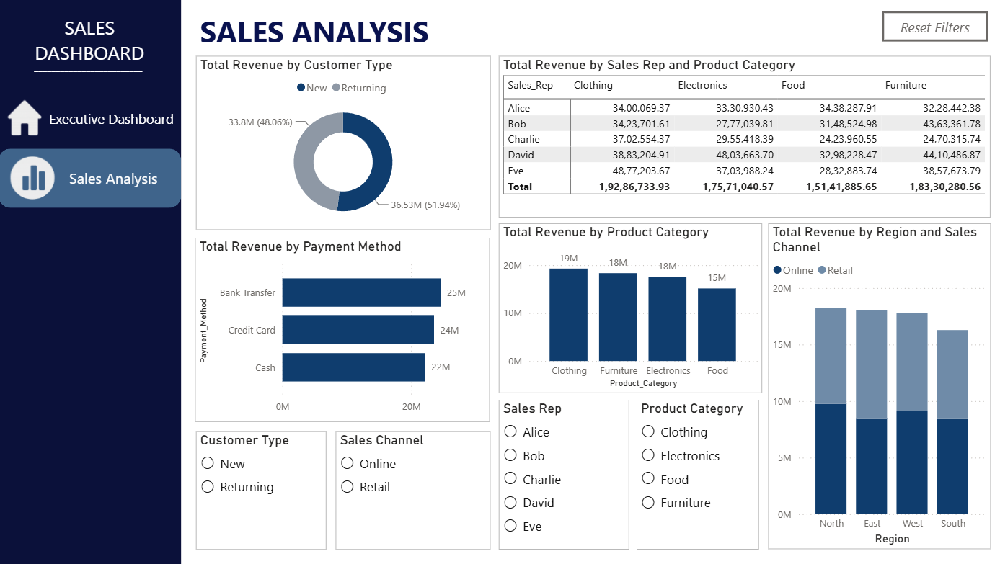 SALES
DASHBOARD
Executive Dashboard
Sales Analysis
SALES ANALYSIS
Reset Filters
Total Revenue by Customer Type
New Returning
33.8M (48.06%)
36.53M (51.94%)
Total Revenue by Sales Rep and Product Category
Sales_Rep Clothing Electronics Food Furniture
Alice 34,00,069.37 33,30,930.43 34,38,287.91 32,28,442.38
Bob 34,23,701.61 27,77,039.81 31,48,524.98 43,63,361.78
Charlie 37,02,554.37 29,55,418.39 24,23,960.55 24,70,315.74
David 38,83,204.91 48,03,663.70 32,98,228.47 44,10,486.87
Eve 48,77,203.67 37,03,988.24 28,32,883.74 38,57,673.79
Total 1,92,86,733.93 1,75,71,040.57 1,51,41,885.65 1,83,30,280.56
Total Revenue by Payment Method
Payment_Method
Bank Transfer 25M
Credit Card 24M
Cash 22M
0M 20M
Total Revenue by Product Category
20M
10M
0M
19M 18M 18M 15M
Clothing Furniture Electronics Food
Product_Category
Total Revenue by Region and Sales
Channel
Online Retail
20M
15M
10M
5M
0M
North East West South
Region
Customer Type
New
Returning
Sales Channel
Online
Retail
Sales Rep
Alice
Bob
Charlie
David
Eve
Product Category
Clothing
Electronics
Food
Furniture